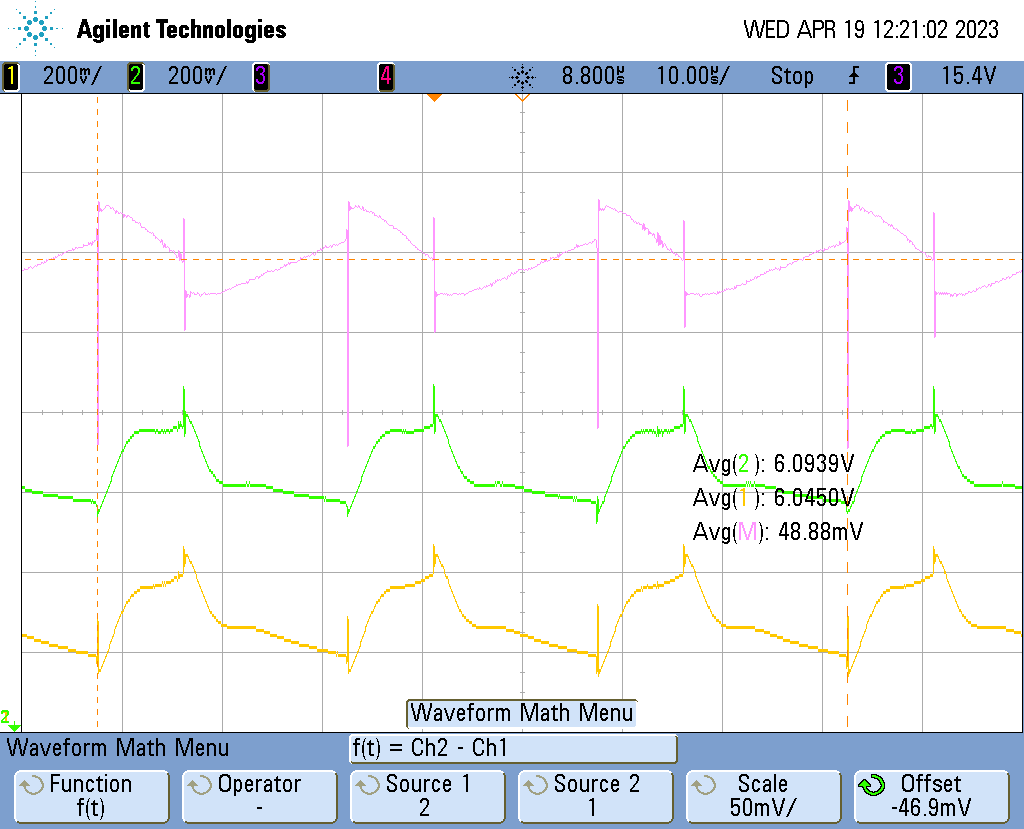 Agilent Technologies
WED APR 19 12:21:02 2023
1 200mV/ 2 200mV/ 3 4 8.800us 10.00us/ Stop 3 15.4V
Avg(2): 6.0939V
Avg(1): 6.0450V
Avg(M): 48.88mV
2
Waveform Math Menu
Waveform Math Menu
f(t) = Ch2 - Ch1
Function
f(t)
Operator
-
Source 1
2
Source 2
1
Scale
50mV/
Offset
-46.9mV